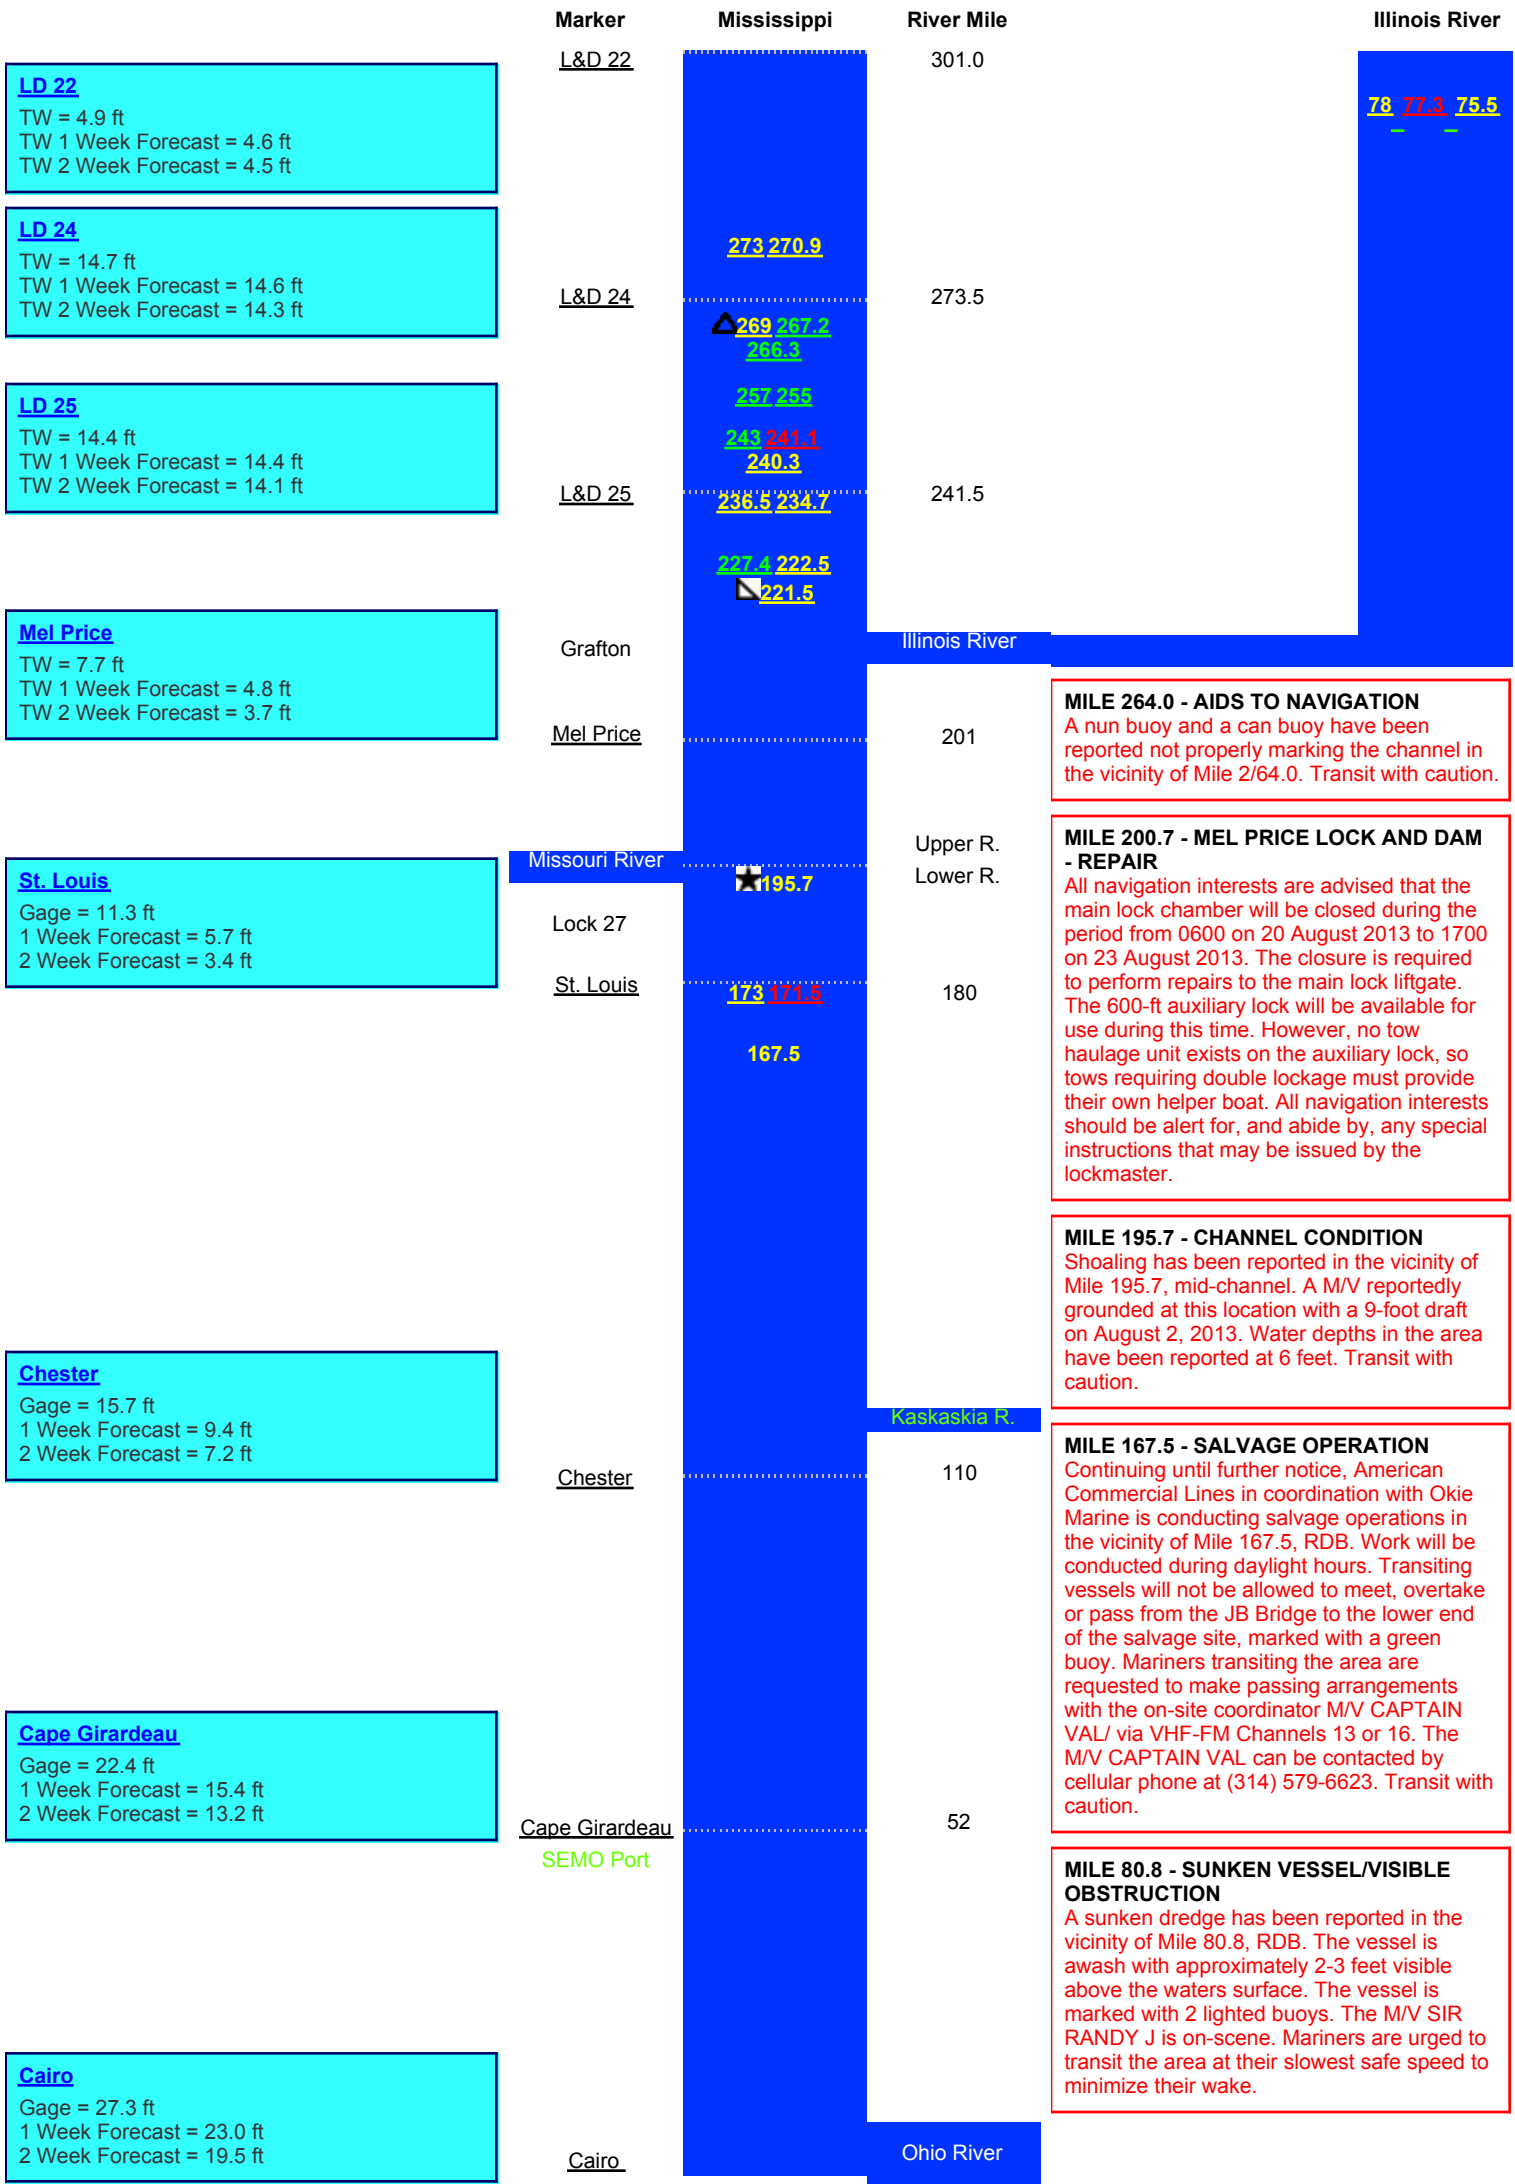 Marker Mississippi River Mile Illinois River
L&D 22 301.0
LD 22
TW = 4.9 ft
TW 1 Week Forecast = 4.6 ft
TW 2 Week Forecast = 4.5 ft
78 77.3 75.5
LD 24
TW = 14.7 ft
TW 1 Week Forecast = 14.6 ft
TW 2 Week Forecast = 14.3 ft
273 270.9
L&D 24 273.5
269 267.2
266.3
LD 25
TW = 14.4 ft
TW 1 Week Forecast = 14.4 ft
TW 2 Week Forecast = 14.1 ft
257 255
243 241.1
240.3
L&D 25 241.5
236.5 234.7
227.4 222.5
221.5
Mel Price
TW = 7.7 ft
TW 1 Week Forecast = 4.8 ft
TW 2 Week Forecast = 3.7 ft
Grafton Illinois River
Mel Price 201
MILE 264.0 - AIDS TO NAVIGATION
A nun buoy and a can buoy have been
reported not properly marking the channel in
the vicinity of Mile 2/64.0. Transit with caution.
Upper R.
Missouri River Lower R.
195.7
St. Louis
Gage = 11.3 ft
1 Week Forecast = 5.7 ft
2 Week Forecast = 3.4 ft
Lock 27
St. Louis 180
173 171.5
167.5
MILE 200.7 - MEL PRICE LOCK AND DAM
- REPAIR
All navigation interests are advised that the
main lock chamber will be closed during the
period from 0600 on 20 August 2013 to 1700
on 23 August 2013. The closure is required
to perform repairs to the main lock liftgate.
The 600-ft auxiliary lock will be available for
use during this time. However, no tow
haulage unit exists on the auxiliary lock, so
tows requiring double lockage must provide
their own helper boat. All navigation interests
should be alert for, and abide by, any special
instructions that may be issued by the
lockmaster.
MILE 195.7 - CHANNEL CONDITION
Shoaling has been reported in the vicinity of
Mile 195.7, mid-channel. A M/V reportedly
grounded at this location with a 9-foot draft
on August 2, 2013. Water depths in the area
have been reported at 6 feet. Transit with
caution.
Chester
Gage = 15.7 ft
1 Week Forecast = 9.4 ft
2 Week Forecast = 7.2 ft
Kaskaskia R.
Chester 110
MILE 167.5 - SALVAGE OPERATION
Continuing until further notice, American
Commercial Lines in coordination with Okie
Marine is conducting salvage operations in
the vicinity of Mile 167.5, RDB. Work will be
conducted during daylight hours. Transiting
vessels will not be allowed to meet, overtake
or pass from the JB Bridge to the lower end
of the salvage site, marked with a green
buoy. Mariners transiting the area are
requested to make passing arrangements
with the on-site coordinator M/V CAPTAIN
VAL/ via VHF-FM Channels 13 or 16. The
M/V CAPTAIN VAL can be contacted by
cellular phone at (314) 579-6623. Transit with
caution.
Cape Girardeau
Gage = 22.4 ft
1 Week Forecast = 15.4 ft
2 Week Forecast = 13.2 ft
Cape Girardeau 52
SEMO Port
MILE 80.8 - SUNKEN VESSEL/VISIBLE
OBSTRUCTION
A sunken dredge has been reported in the
vicinity of Mile 80.8, RDB. The vessel is
awash with approximately 2-3 feet visible
above the waters surface. The vessel is
marked with 2 lighted buoys. The M/V SIR
RANDY J is on-scene. Mariners are urged to
transit the area at their slowest safe speed to
minimize their wake.
Cairo
Gage = 27.3 ft
1 Week Forecast = 23.0 ft
2 Week Forecast = 19.5 ft
Cairo Ohio River